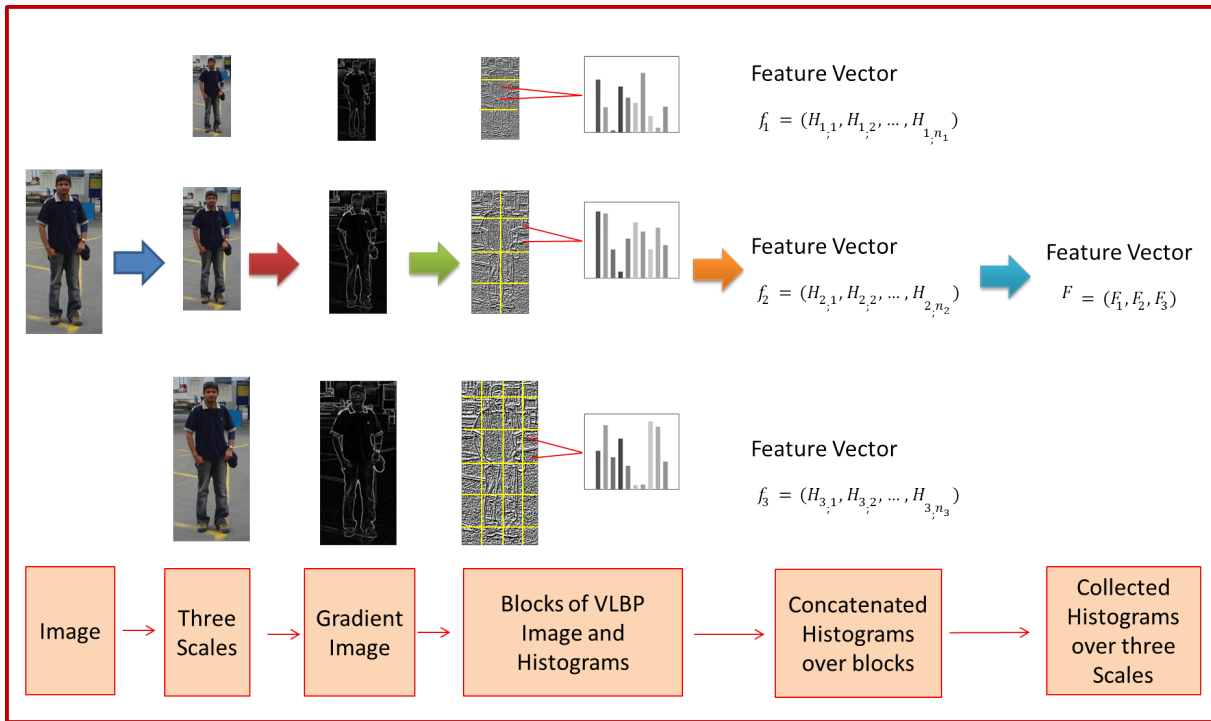 Feature Vector
f₁ = (H₁;₁, H₁;₂, … , H₁;ₙ₁)
Feature Vector
f₂ = (H₂;₁, H₂;₂, … , H₂;ₙ₂)
Feature Vector
F = (F₁, F₂, F₃)
Feature Vector
f₃ = (H₃;₁, H₃;₂, … , H₃;ₙ₃)
Image
Three
Scales
Gradient
Image
Blocks of VLBP
Image and
Histograms
Concatenated
Histograms
over blocks
Collected
Histograms
over three
Scales